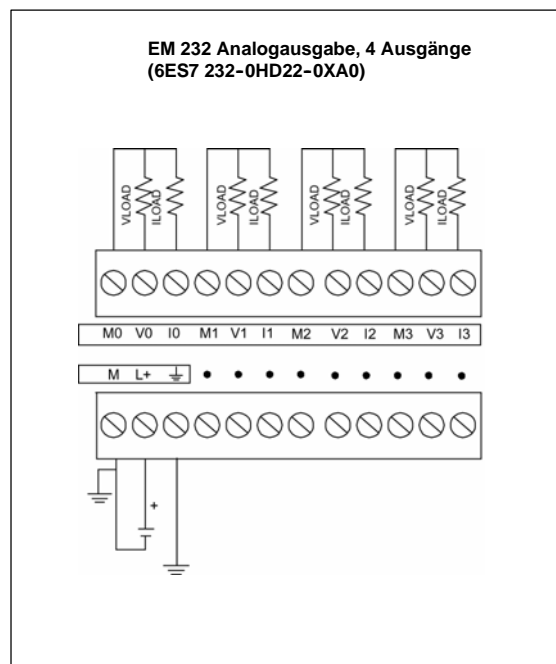 EM 232 Analogausgabe, 4 Ausgänge
(6ES7 232-0HD22-0XA0)
VLOAD ILOAD VLOAD ILOAD VLOAD ILOAD VLOAD ILOAD
M0 V0 I0 M1 V1 I1 M2 V2 I2 M3 V3 I3
M L+
+